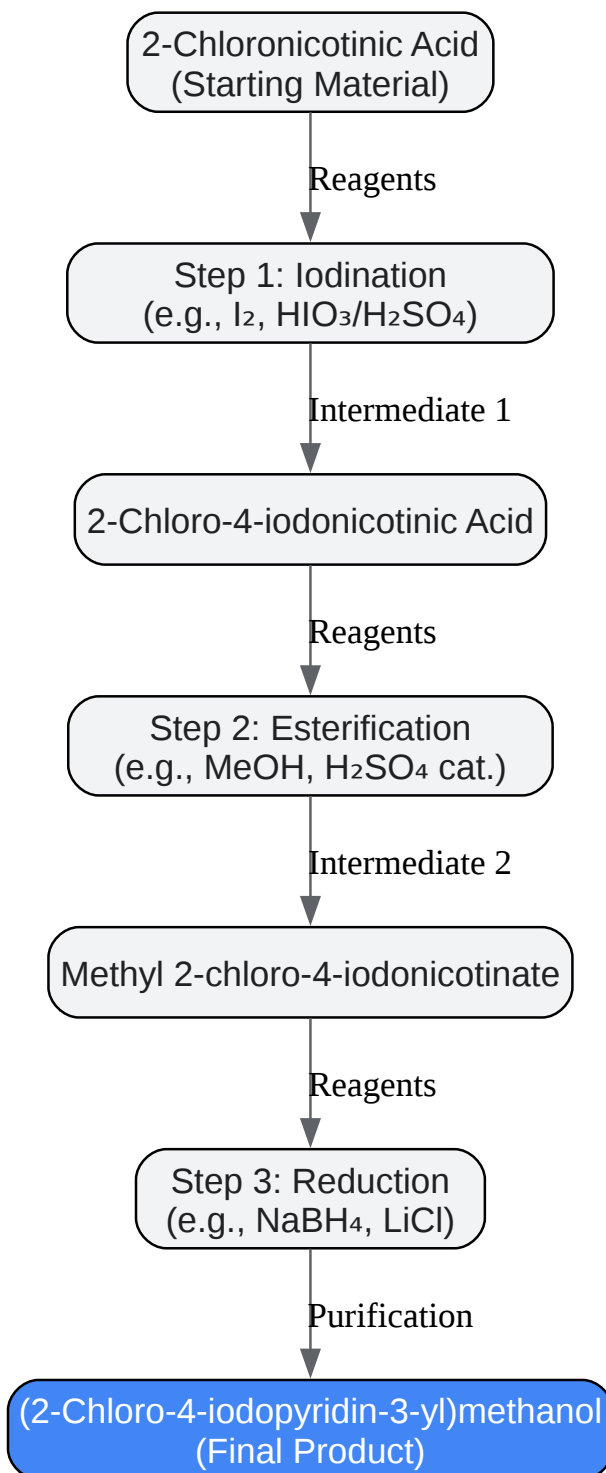 2-Chloronicotinic Acid
(Starting Material)
Reagents
Step 1: Iodination
(e.g., I₂, HIO₃/H₂SO₄)
Intermediate 1
2-Chloro-4-iodonicotinic Acid
Reagents
Step 2: Esterification
(e.g., MeOH, H₂SO₄ cat.)
Intermediate 2
Methyl 2-chloro-4-iodonicotinate
Reagents
Step 3: Reduction
(e.g., NaBH₄, LiCl)
Purification
(2-Chloro-4-iodopyridin-3-yl)methanol
(Final Product)